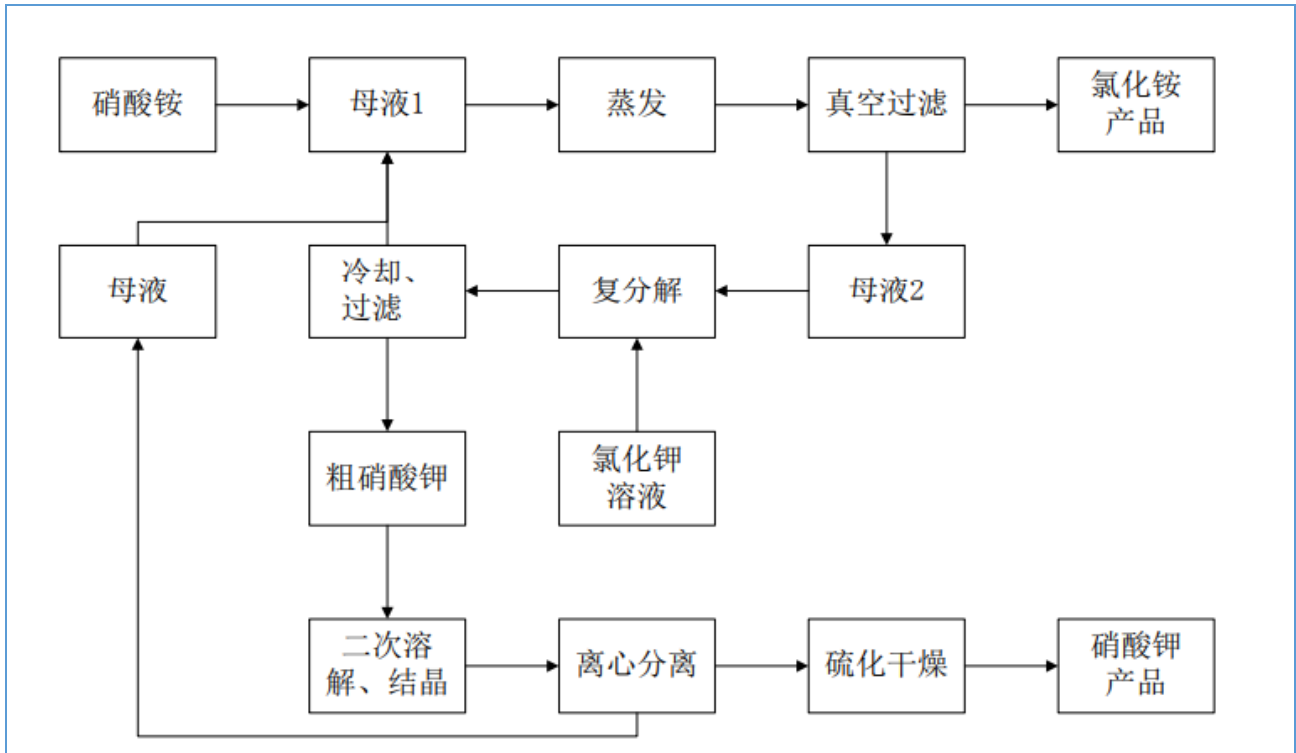 硝酸铵
母液1
蒸发
真空过滤
氯化铵
产品
母液
冷却、
过滤
复分解
母液2
粗硝酸钾
氯化钾
溶液
二次溶
解、结晶
离心分离
硫化干燥
硝酸钾
产品